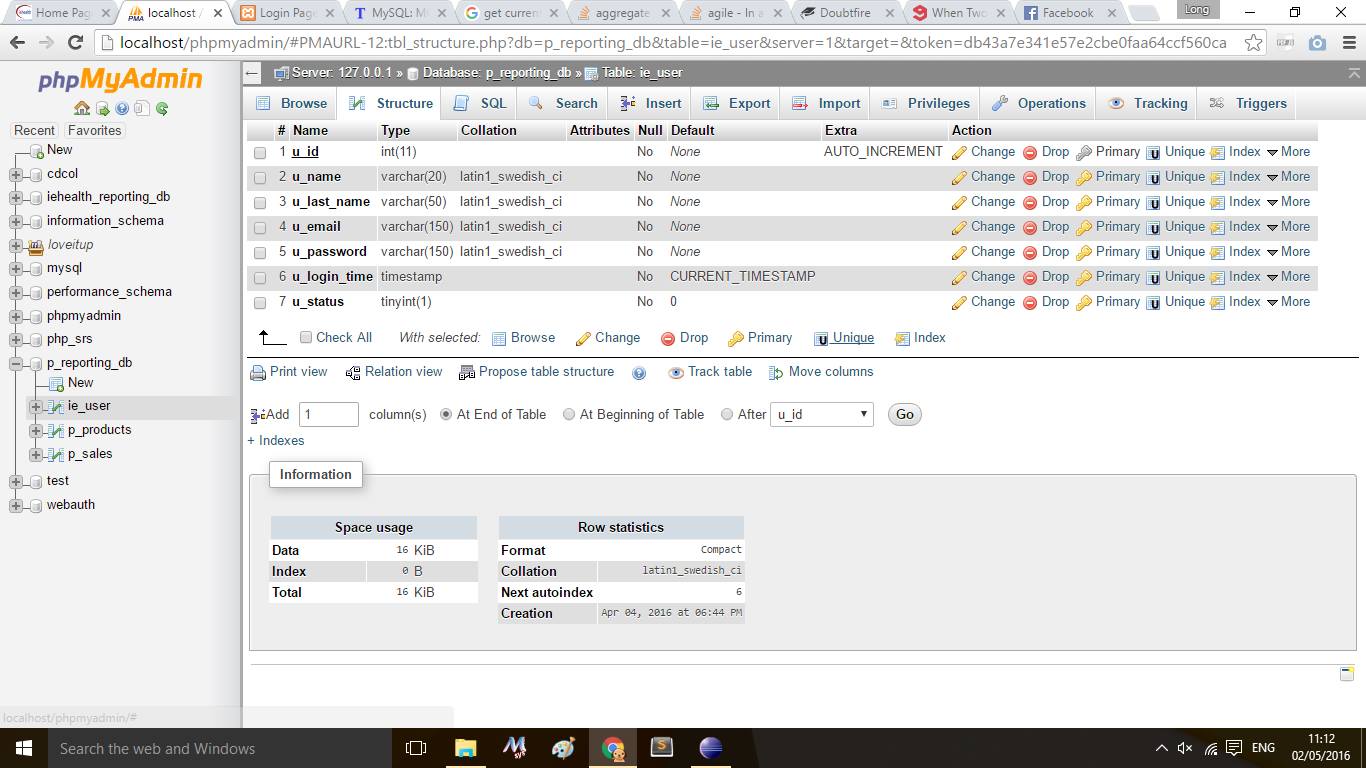 Home Pag
localhost /
Login Page
MySQL: M
get curren
aggregate
agile - In a
Doubtfire
When Two
Facebook
Long
localhost/phpmyadmin/#PMAURL-12:tbl_structure.php?db=p_reporting_db&table=ie_user&server=1&target=&token=db43a7e341e57e2cbe0faa64ccf560ca
phpMyAdmin
Recent Favorites
New
cdcol
iehealth_reporting_db
information_schema
loveitup
mysql
performance_schema
phpmyadmin
php_srs
p_reporting_db
New
ie_user
p_products
p_sales
test
webauth
localhost/phpmyadmin/#
Server: 127.0.0.1 » Database: p_reporting_db » Table: ie_user
Browse Structure SQL Search Insert Export Import Privileges Operations Tracking Triggers
# Name Type Collation Attributes Null Default Extra Action
1 u_id int(11) No None AUTO_INCREMENT Change Drop Primary Unique Index More
2 u_name varchar(20) latin1_swedish_ci No None Change Drop Primary Unique Index More
3 u_last_name varchar(50) latin1_swedish_ci No None Change Drop Primary Unique Index More
4 u_email varchar(150) latin1_swedish_ci No None Change Drop Primary Unique Index More
5 u_password varchar(150) latin1_swedish_ci No None Change Drop Primary Unique Index More
6 u_login_time timestamp No CURRENT_TIMESTAMP Change Drop Primary Unique Index More
7 u_status tinyint(1) No 0 Change Drop Primary Unique Index More
Check All With selected: Browse Change Drop Primary Unique Index
Print view Relation view Propose table structure Track table Move columns
Add 1 column(s) At End of Table At Beginning of Table After u_id Go
+ Indexes
Information
Space usage
Data 16 KiB
Index 0 B
Total 16 KiB
Row statistics
Format Compact
Collation latin1_swedish_ci
Next autoindex 6
Creation Apr 04, 2016 at 06:44 PM
Search the web and Windows
ENG
11:12
02/05/2016